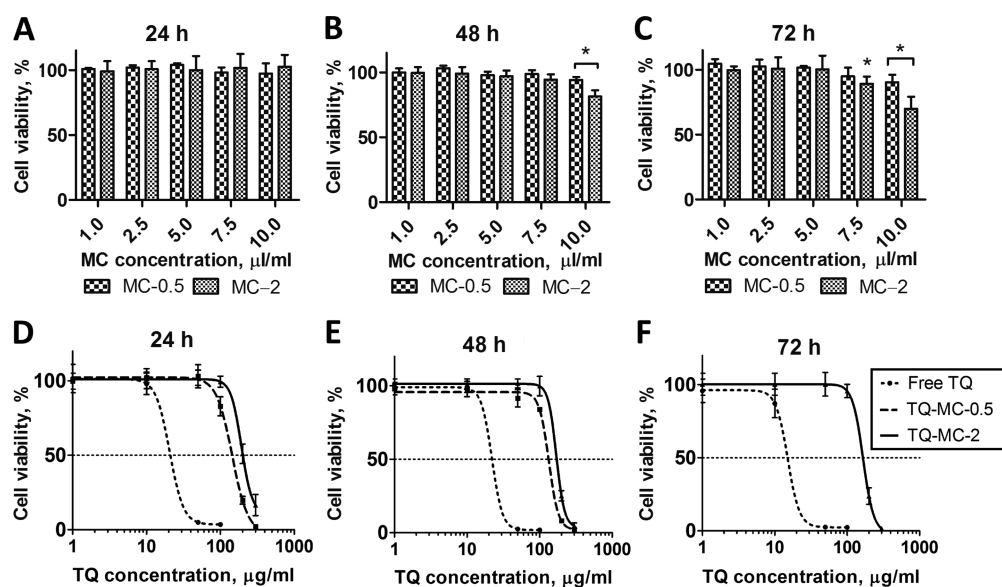 A
24 h
Cell viability, %
100
50
0
1.0
2.5
5.0
7.5
10.0
MC concentration, µl/ml
MC-0.5
MC–2
B
48 h
*
Cell viability, %
100
50
0
1.0
2.5
5.0
7.5
10.0
MC concentration, µl/ml
MC-0.5
MC–2
C
72 h
*
*
Cell viability, %
100
50
0
1.0
2.5
5.0
7.5
10.0
MC concentration, µl/ml
MC-0.5
MC–2
D
24 h
Cell viability, %
100
50
0
1
10
100
1000
TQ concentration, µg/ml
E
48 h
Cell viability, %
100
50
0
1
10
100
1000
TQ concentration, µg/ml
F
72 h
Cell viability, %
100
50
0
1
10
100
1000
TQ concentration, µg/ml
Free TQ
TQ-MC-0.5
TQ-MC-2